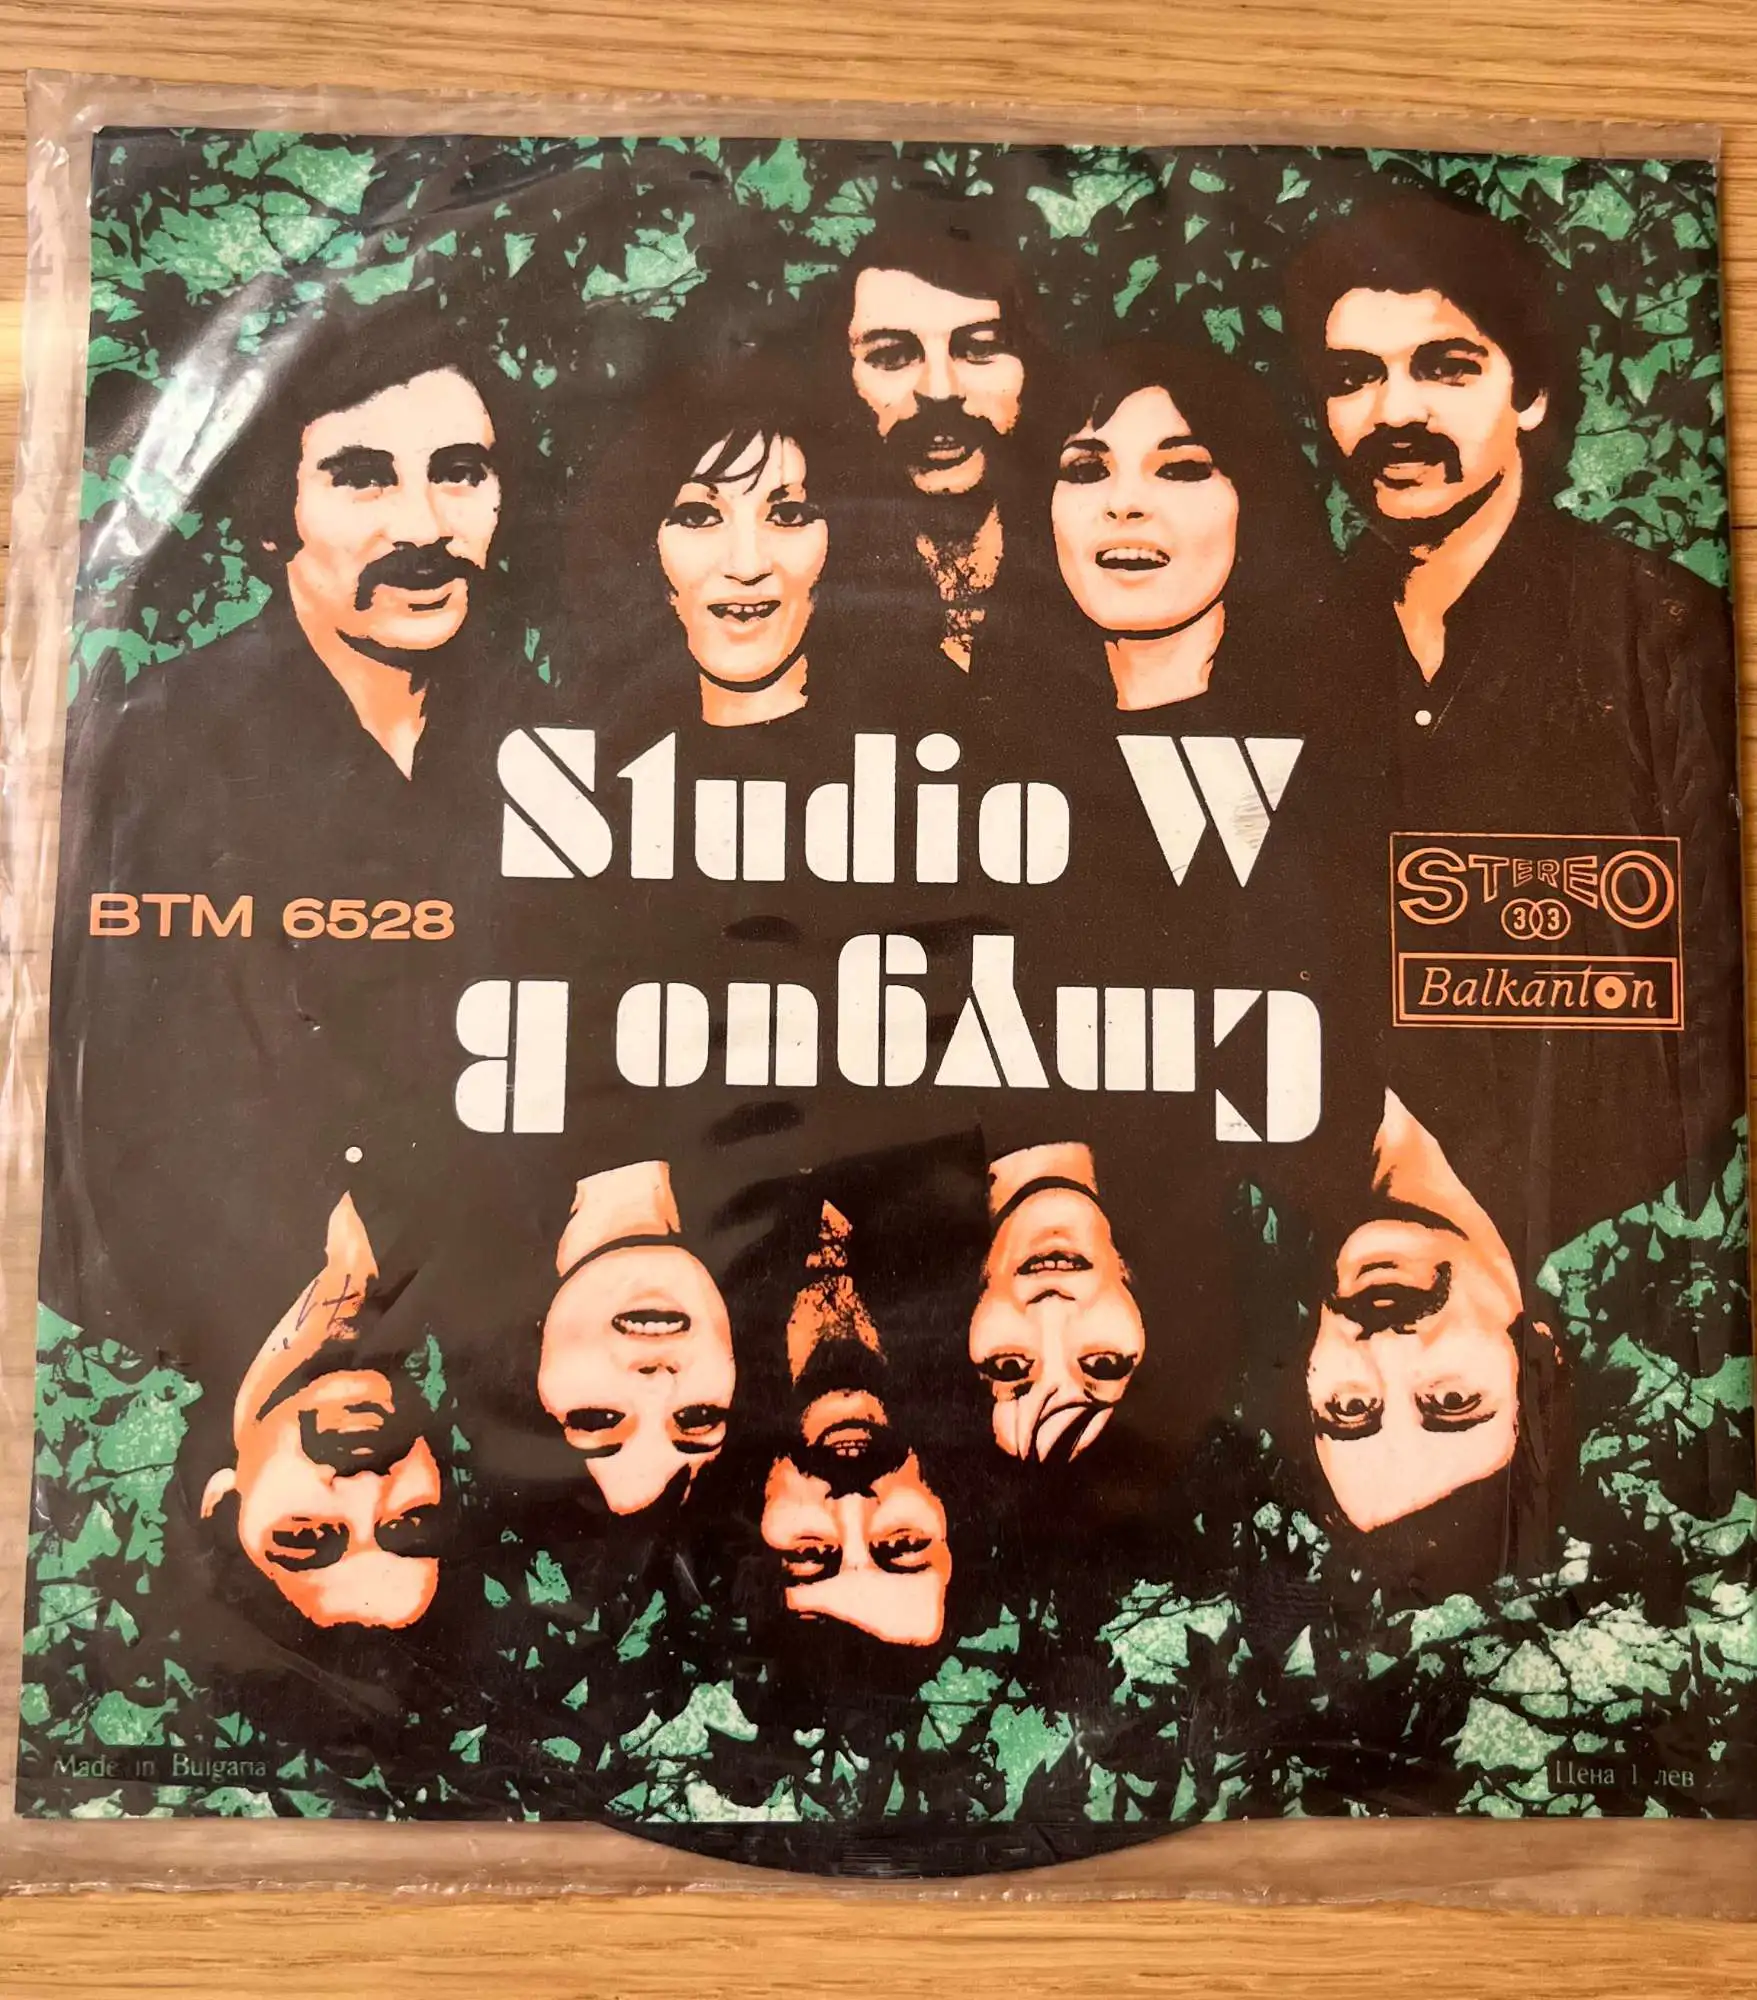 Studio W
BTM 6528
STEREO
33
Balkanton
Студио В
Made in Bulgaria
Цена 1 лев